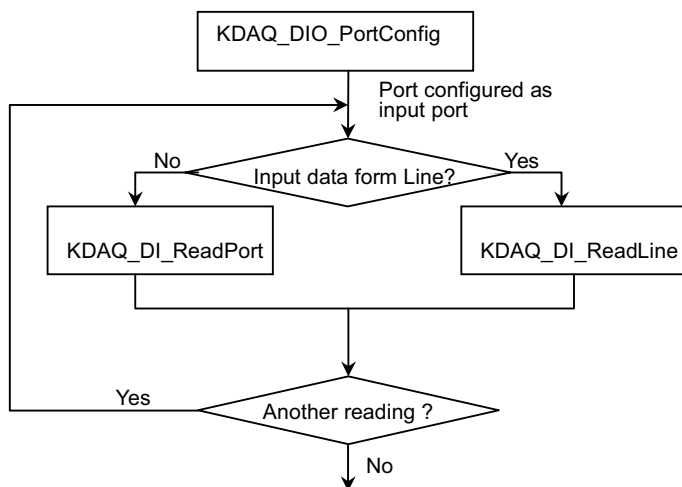 KDAQ_DIO_PortConfig
Port configured as
input port
No
Yes
Input data form Line?
KDAQ_DI_ReadPort
KDAQ_DI_ReadLine
Yes
Another reading ?
No